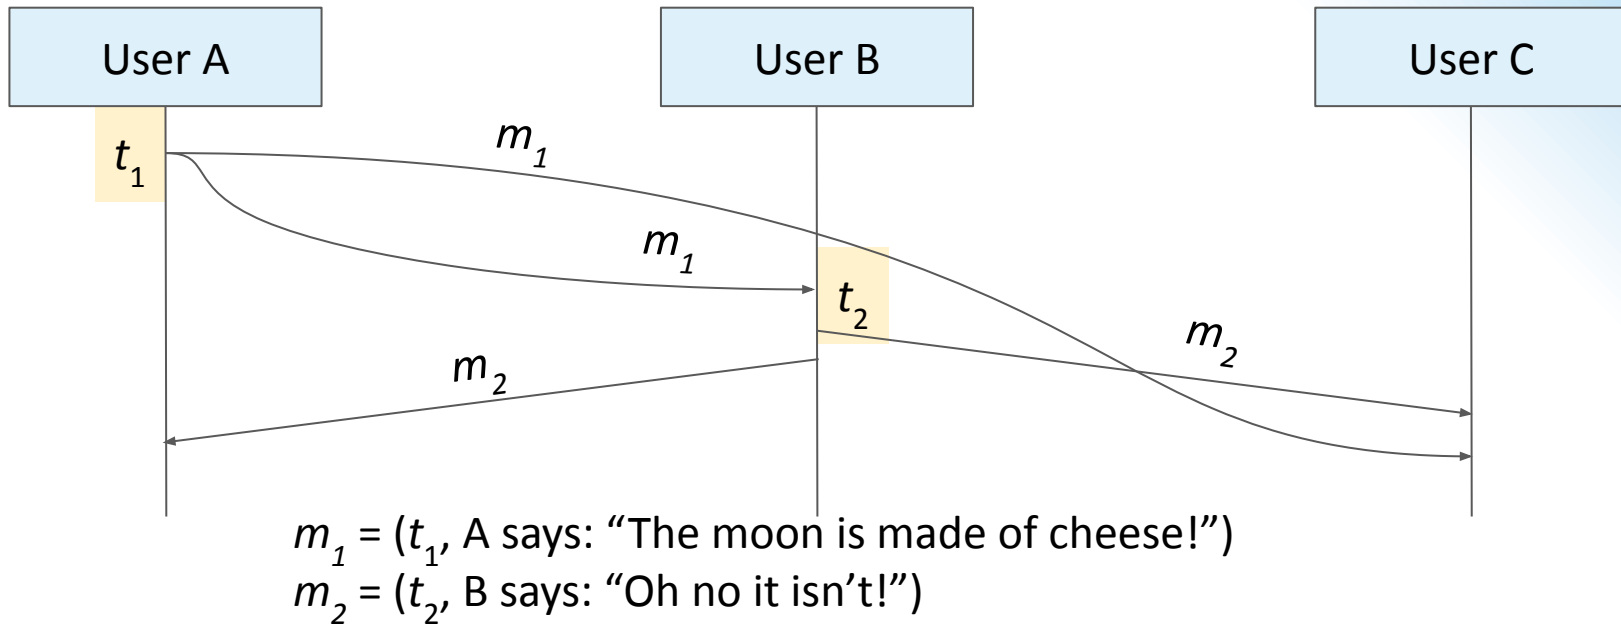 User A User B User C
t₁
m₁
m₁
t₂
m₂
m₂
m₁ = (t₁, A says: “The moon is made of cheese!”)
m₂ = (t₂, B says: “Oh no it isn’t!”)